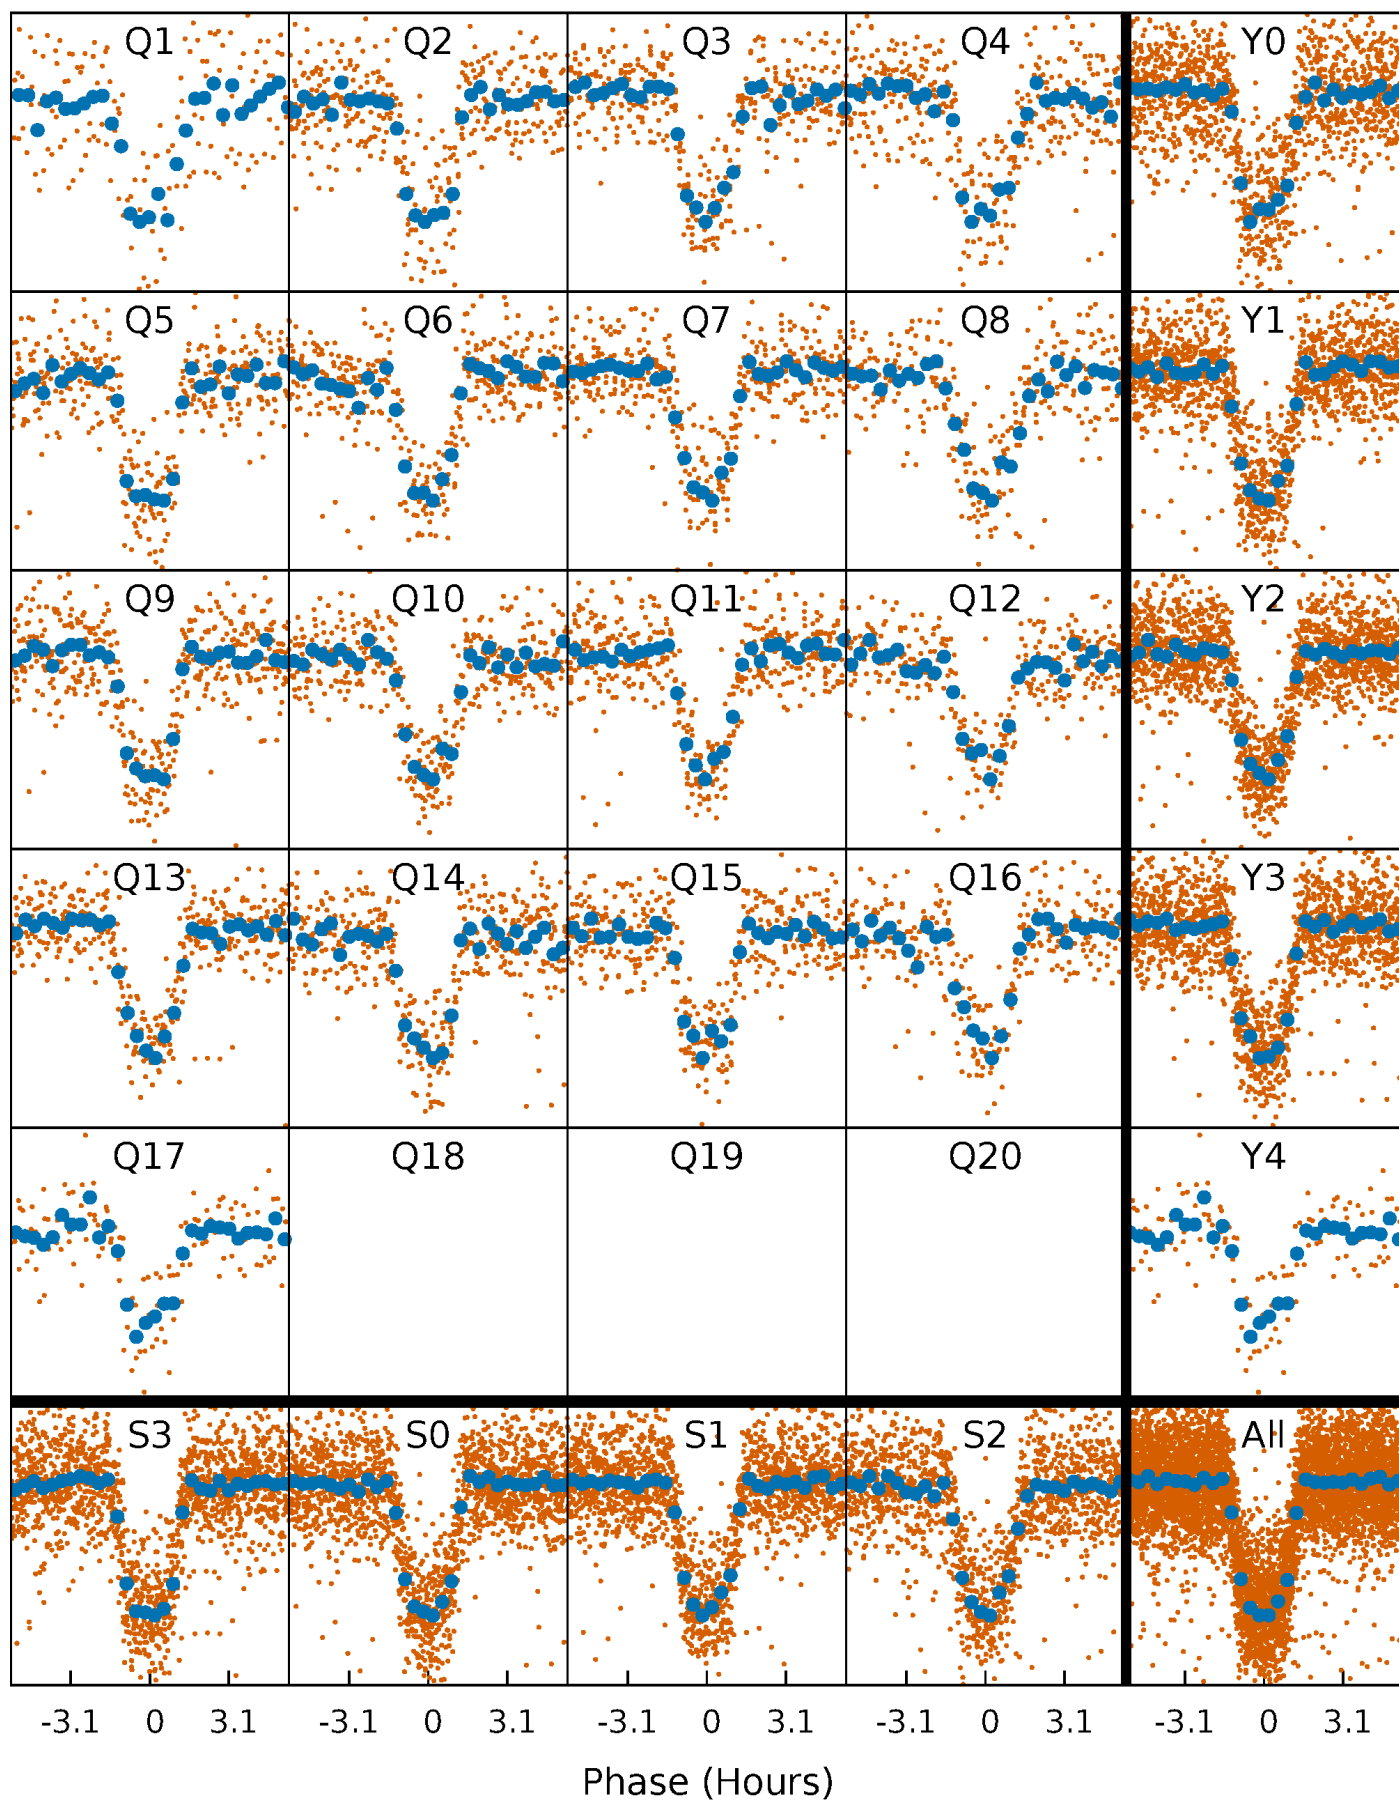 Q1 Q2 Q3 Q4 Y0
Q5 Q6 Q7 Q8 Y1
Q9 Q10 Q11 Q12 Y2
Q13 Q14 Q15 Q16 Y3
Q17 Q18 Q19 Q20 Y4
S3 S0 S1 S2 All
-3.1 0 3.1 -3.1 0 3.1 -3.1 0 3.1 -3.1 0 3.1 -3.1 0 3.1
Phase (Hours)